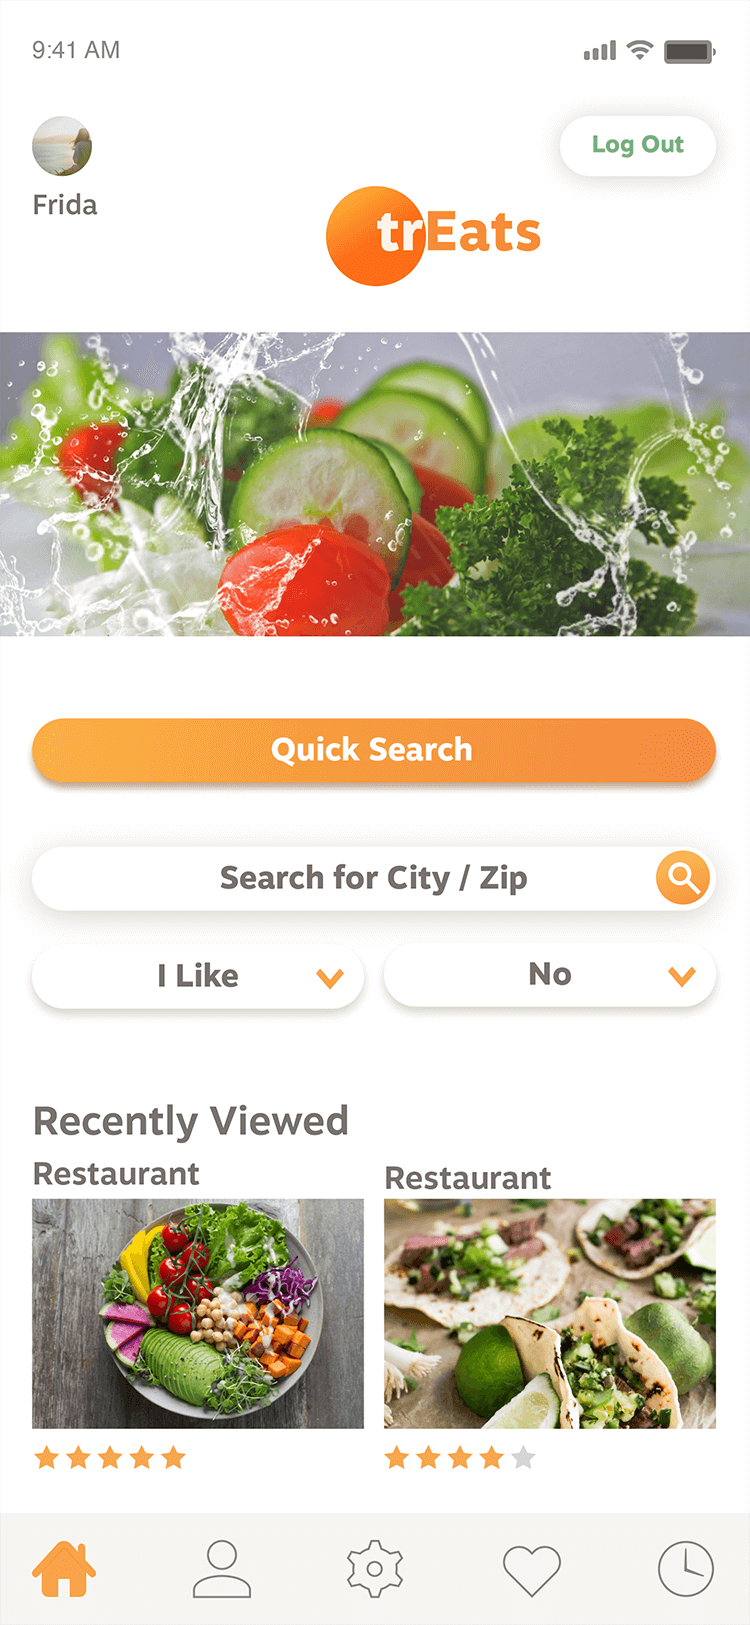 9:41 AM
Log Out
Frida
trEats
Quick Search
Search for City / Zip
I Like
No
Recently Viewed
Restaurant
Restaurant